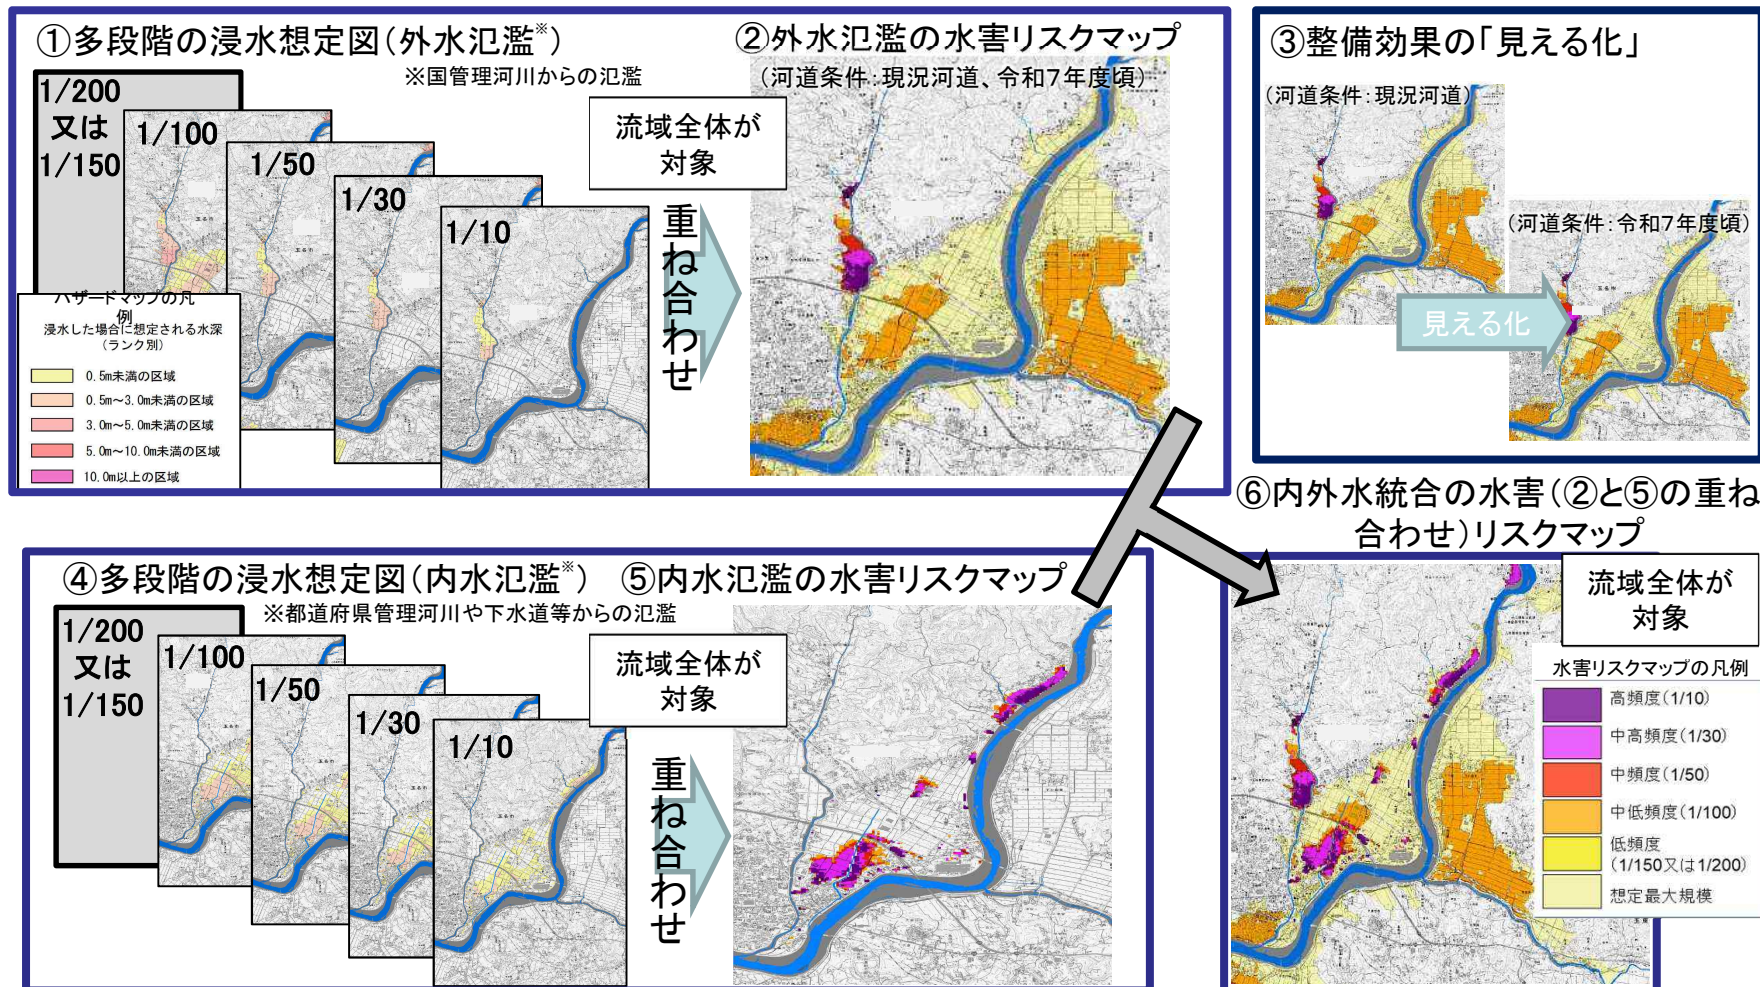 ①多段階の浸水想定図(外水氾濫※)
※国管理河川からの氾濫
1/200
又は
1/150
1/100
1/50
1/30
1/10
ハザードマップの凡
例
浸水した場合に想定される水深
(ランク別)
0.5m未満の区域
0.5m~3.0m未満の区域
3.0m~5.0m未満の区域
5.0m~10.0m未満の区域
10.0m以上の区域
流域全体が
対象
重ね合わせ
②外水氾濫の水害リスクマップ
(河道条件:現況河道、令和7年度頃)
③整備効果の「見える化」
(河道条件:現況河道)
(河道条件:令和7年度頃)
見える化
④多段階の浸水想定図(内水氾濫※)
※都道府県管理河川や下水道等からの氾濫
1/200
又は
1/150
1/100
1/50
1/30
1/10
流域全体が
対象
重ね合わせ
⑤内水氾濫の水害リスクマップ
⑥内外水統合の水害(②と⑤の重ね
合わせ)リスクマップ
流域全体が
対象
水害リスクマップの凡例
高頻度(1/10)
中高頻度(1/30)
中頻度(1/50)
中低頻度(1/100)
低頻度
(1/150又は1/200)
想定最大規模